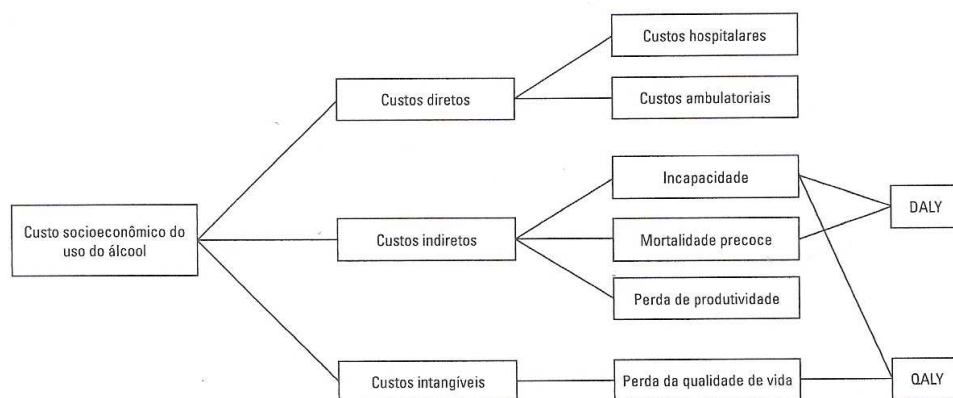 Custos hospitalares
Custos diretos
Custos ambulatoriais
Incapacidade
DALY
Custo socioeconômico do
uso do álcool
Custos indiretos
Mortalidade precoce
Perda de produtividade
Custos intangíveis
Perda da qualidade de vida
QALY